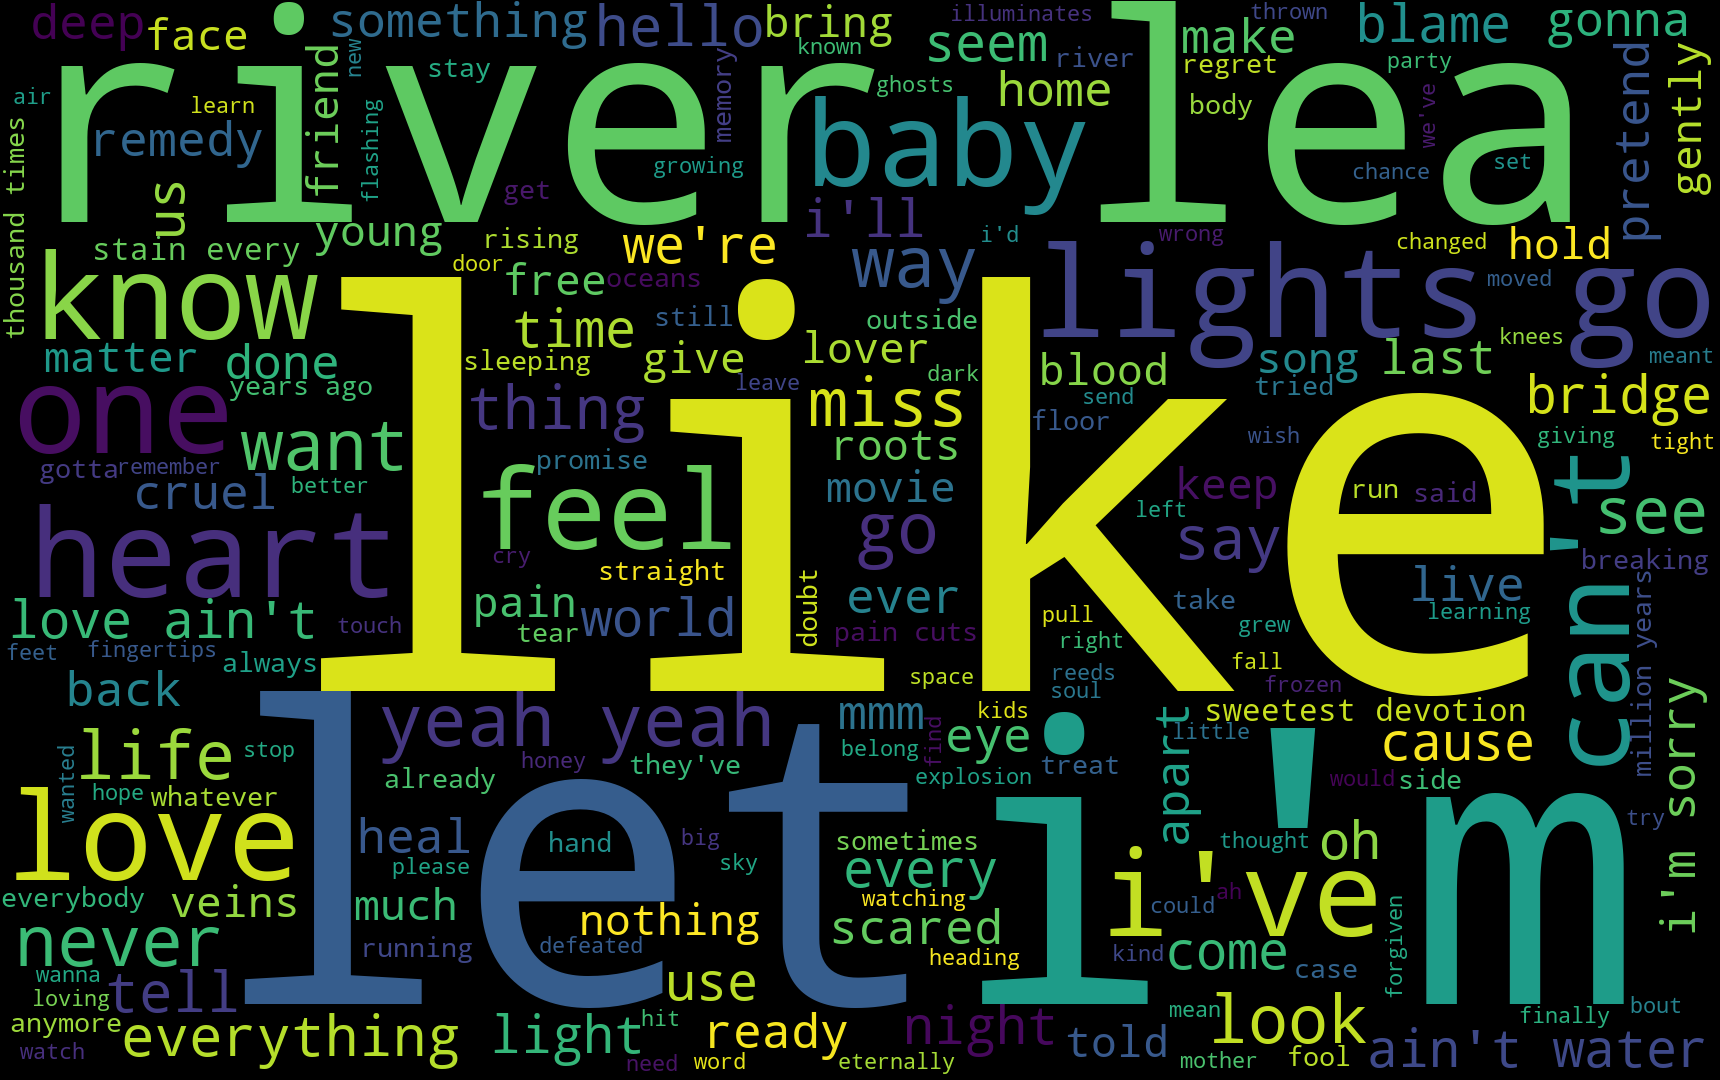 river lea
like
let
i'm
deep
face
something
hello
bring
illuminates
thrown
blame
gonna
seem
make
known
river
regret
party
stay
new
friend
memory
ghosts
home
body
gently
pretend
air
learn
remedy
flashing
baby
we've
thousand times
us
growing
chance
set
get
i'll
i'd
wrong
stain every
young
rising
we're
way
changed
hold
door
know
free
oceans
lights
moved
go
time
still
outside
knees
matter
done
sleeping
give
lover
song
last
meant
years ago
leave
dark
blood
tried
bridge
one
thing
miss
send
floor
want
roots
wish
giving
tight
gotta
remember
promise
better
cruel
feel
movie
keep
run
said
can't
see
heart
go
left
say
cry
straight
breaking
doubt
live
love ain't
pain
world
ever
take
learning
touch
tear
pain cuts
pull
grew
right
million years
feet
fingertips
always
fall
back
space
reeds
soul
frozen
i'm sorry
yeah yeah
mmm
kids
sweetest devotion
life
stop
find
eye
apart
little
cause
wanted
honey
they've
belong
already
explosion
treat
would
side
hope
whatever
love
heal
hand
big
sometimes
thought
oh
try
please
sky
every
i've
everybody
veins
much
watching
could
ah
nothing
scared
forgiven
never
running
defeated
heading
kind
come
case
wanna
use
loving
tell
mean
look
finally
bout
anymore
everything
light
hit
ready
night
told
watch
need
word
eternally
mother
fool
ain't water